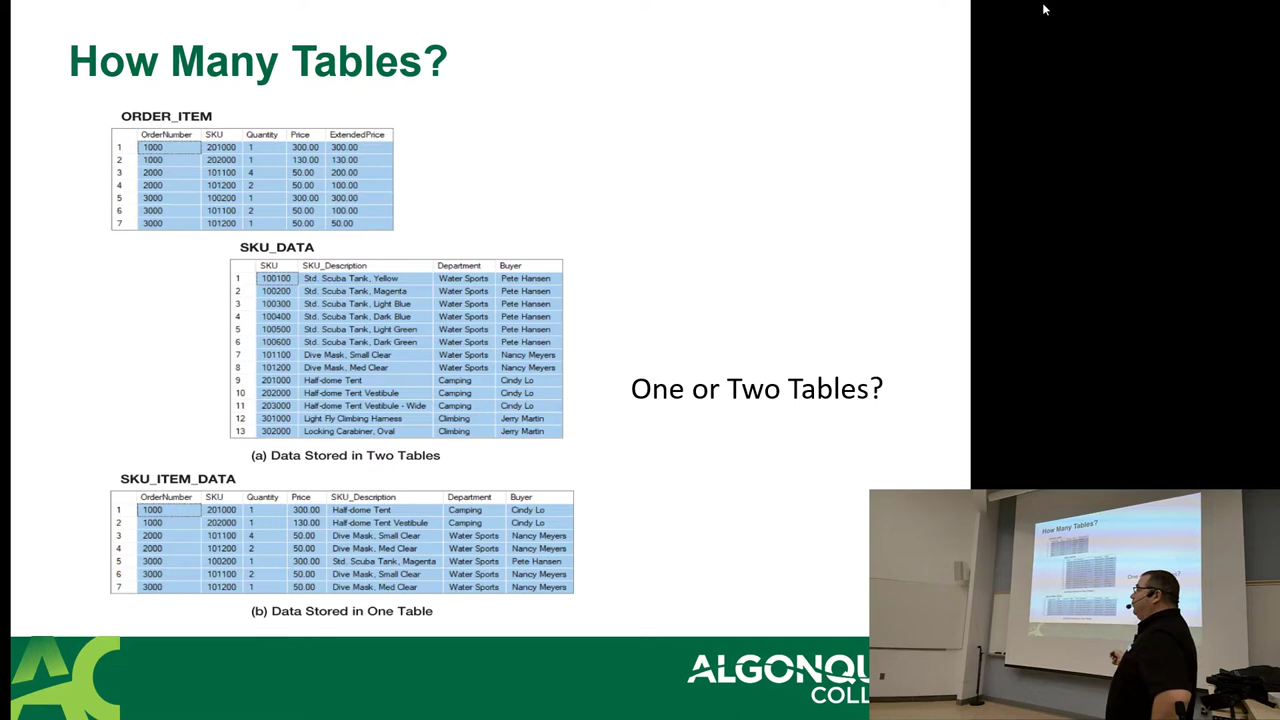 How Many Tables?
ORDER_ITEM
OrderNumber SKU Quantity Price ExtendedPrice
1 1000 201000 1 300.00 300.00
2 1000 202000 1 130.00 130.00
3 2000 101100 4 50.00 200.00
4 2000 101200 2 50.00 100.00
5 3000 100200 1 300.00 300.00
6 3000 101100 2 50.00 100.00
7 3000 101200 1 50.00 50.00
SKU_DATA
SKU SKU_Description Department Buyer
1 100100 Std. Scuba Tank, Yellow Water Sports Pete Hansen
2 100200 Std. Scuba Tank, Magenta Water Sports Pete Hansen
3 100300 Std. Scuba Tank, Light Blue Water Sports Pete Hansen
4 100400 Std. Scuba Tank, Dark Blue Water Sports Pete Hansen
5 100500 Std. Scuba Tank, Light Green Water Sports Pete Hansen
6 100600 Std. Scuba Tank, Dark Green Water Sports Pete Hansen
7 101100 Dive Mask, Small Clear Water Sports Nancy Meyers
8 101200 Dive Mask, Med Clear Water Sports Nancy Meyers
9 201000 Half-dome Tent Camping Cindy Lo
10 202000 Half-dome Tent Vestibule Camping Cindy Lo
11 203000 Half-dome Tent Vestibule - Wide Camping Cindy Lo
12 301000 Light Fly Climbing Harness Climbing Jerry Martin
13 302000 Locking Carabiner, Oval Climbing Jerry Martin
(a) Data Stored in Two Tables
One or Two Tables?
SKU_ITEM_DATA
OrderNumber SKU Quantity Price SKU_Description Department Buyer
1 1000 201000 1 300.00 Half-dome Tent Camping Cindy Lo
2 1000 202000 1 130.00 Half-dome Tent Vestibule Camping Cindy Lo
3 2000 101100 4 50.00 Dive Mask, Small Clear Water Sports Nancy Meyers
4 2000 101200 2 50.00 Dive Mask, Med Clear Water Sports Nancy Meyers
5 3000 100200 1 300.00 Std. Scuba Tank, Magenta Water Sports Pete Hansen
6 3000 101100 2 50.00 Dive Mask, Small Clear Water Sports Nancy Meyers
7 3000 101200 1 50.00 Dive Mask, Med Clear Water Sports Nancy Meyers
(b) Data Stored in One Table
AC
ALGONQU
COLL
How Many Tables?